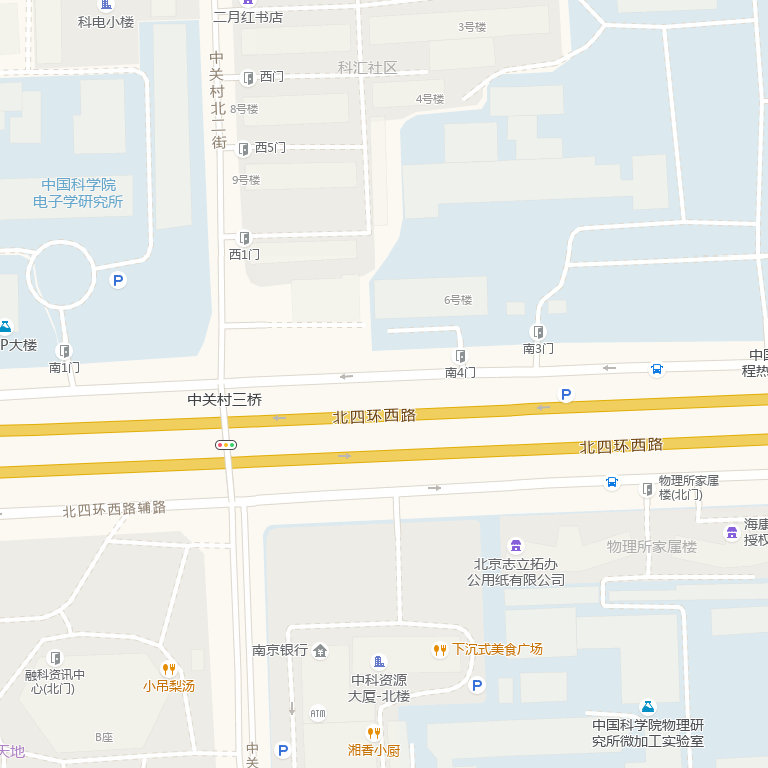 科电小楼
二月红书店
3号楼
中关村北二街
西门
科汇社区
4号楼
8号楼
西5门
中国科学院
电子学研究所
9号楼
西1门
P
6号楼
P大楼
南1门
南3门
南4门
中国
程热
中关村三桥
P
北四环西路
北四环西路
物理所家属
楼(北门)
北四环西路辅路
海康
授权
物理所家属楼
北京志立拓办
公用纸有限公司
南京银行
下沉式美食广场
融科资讯中
心(北门)
小吊梨汤
中科资源
大厦-北楼
P
ATM
B座
中国科学院物理研
究所微加工实验室
天地
中关
P
湘香小厨